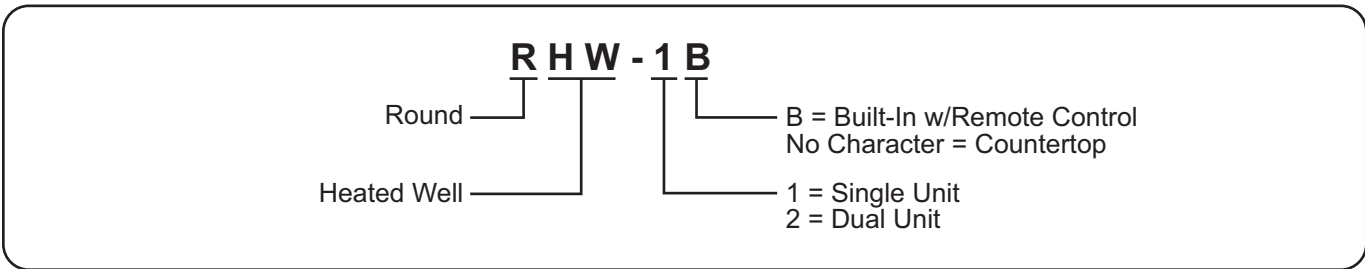 R H W - 1 B
Round
B = Built-In w/Remote Control
No Character = Countertop
Heated Well
1 = Single Unit
2 = Dual Unit